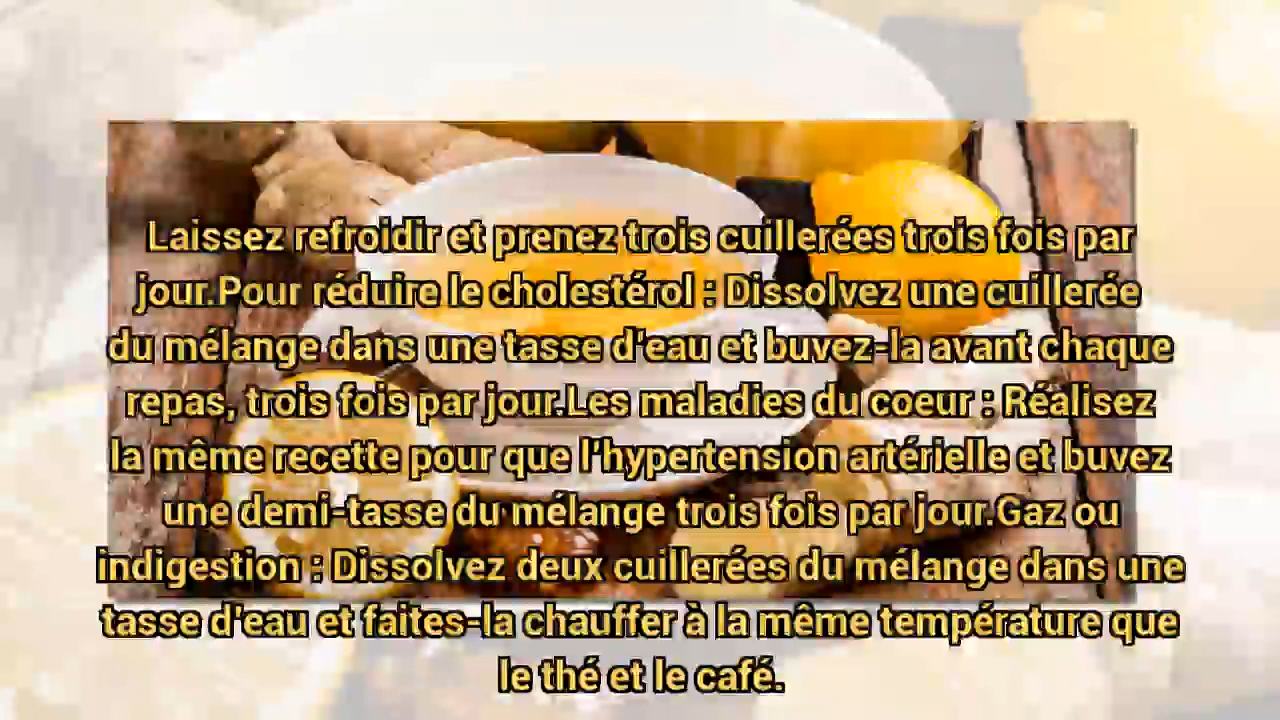 Laissez refroidir et prenez trois cuillerées trois fois par
jour.Pour réduire le cholestérol : Dissolvez une cuillerée
du mélange dans une tasse d'eau et buvez-la avant chaque
repas, trois fois par jour.Les maladies du coeur : Réalisez
la même recette pour que l'hypertension artérielle et buvez
une demi-tasse du mélange trois fois par jour.Gaz ou
indigestion : Dissolvez deux cuillerées du mélange dans une
tasse d'eau et faites-la chauffer à la même température que
le thé et le café.